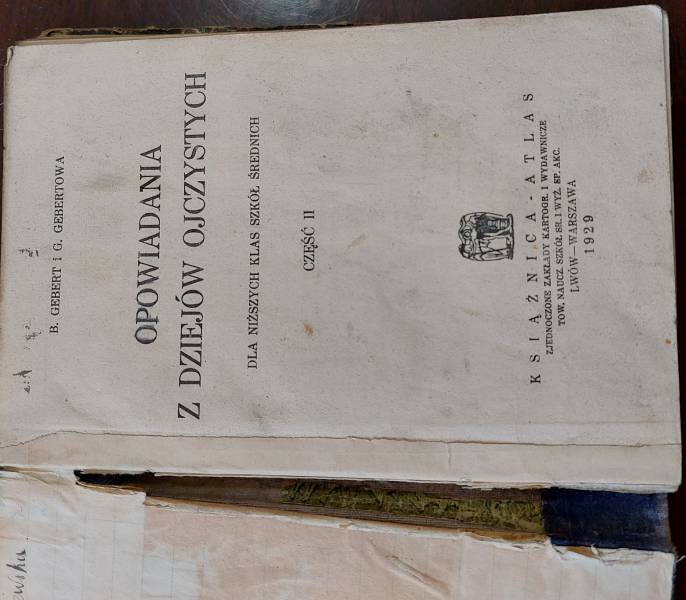 B. GEBERT i G. GEBERTOWA
OPOWIADANIA
Z DZIEJÓW OJCZYSTYCH
DLA NIŻSZYCH KLAS SZKÓŁ ŚREDNICH
CZĘŚĆ II
KSIĄŻNICA-ATLAS
ZJEDNOCZONE ZAKŁADY KARTOGR. I WYDAWNICZE
TOW. NAUCZ. SZKÓŁ ŚR. I WYŻ. SP. AKC.
LWÓW—WARSZAWA
1929